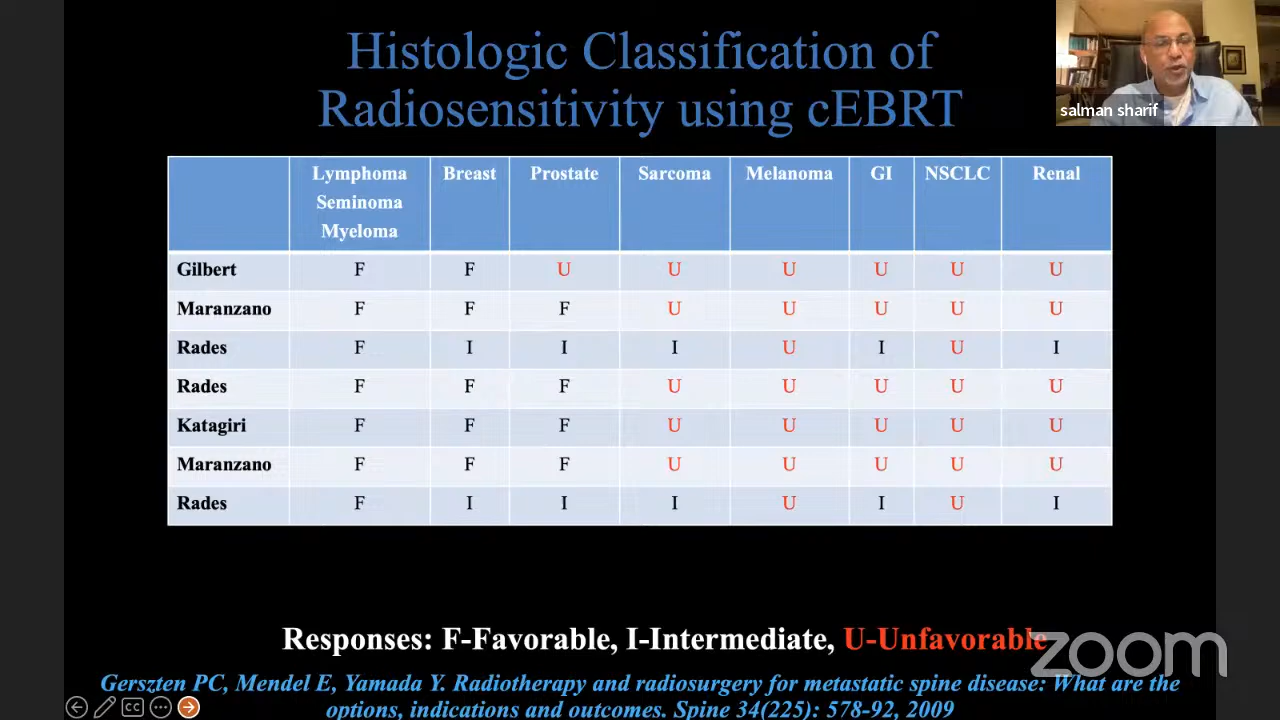 Histologic Classification of
Radiosensitivity using cEBRT
salman sharif
Lymphoma Seminoma Myeloma Breast Prostate Sarcoma Melanoma GI NSCLC Renal
Gilbert F F U U U U U U
Maranzano F F F U U U U U
Rades F I I I U I U I
Rades F F F U U U U U
Katagiri F F F U U U U U
Maranzano F F F U U U U U
Rades F I I I U I U I
Responses: F-Favorable, I-Intermediate, U-Unfavorable
zoom
Gerszten PC, Mendel E, Yamada Y. Radiotherapy and radiosurgery for metastatic spine disease: What are the
options, indications and outcomes. Spine 34(225): 578-92, 2009
CC